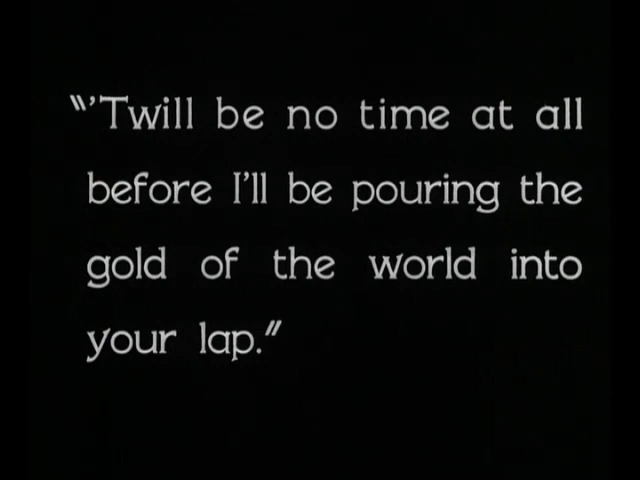 "'Twill be no time at all
before I'll be pouring the
gold of the world into
your lap."